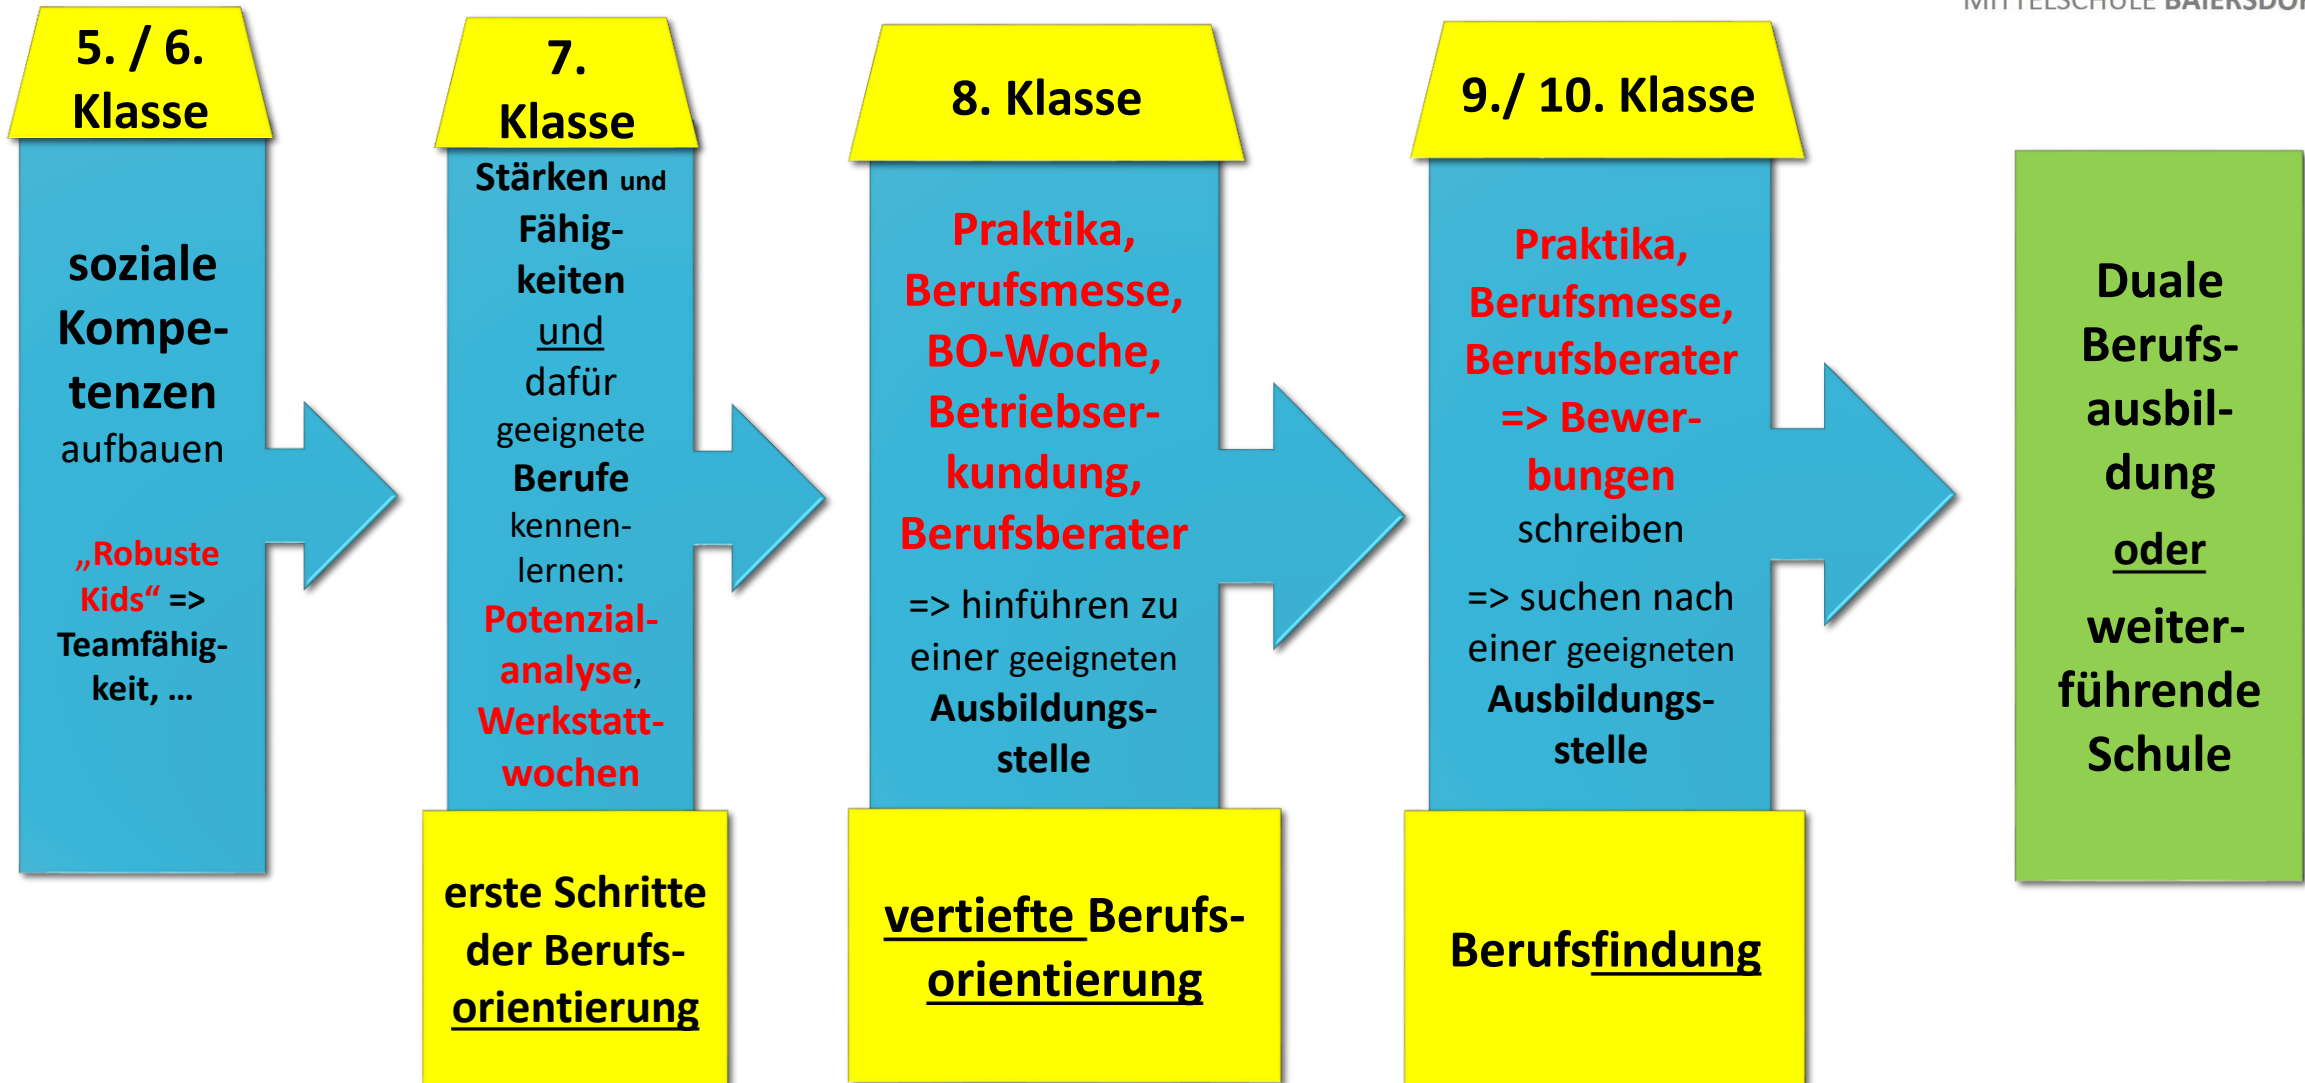 MITTELSCHULE BAIERSDOR
5. / 6.
Klasse
soziale
Kompe-
tenzen
aufbauen
„Robuste
Kids“ =>
Teamfähig-
keit, ...
7.
Klasse
Stärken und
Fähig-
keiten
und
dafür
geeignete
Berufe
kennen-
lernen:
Potenzial-
analyse,
Werkstatt-
wochen
erste Schritte
der Berufs-
orientierung
8. Klasse
Praktika,
Berufsmesse,
BO-Woche,
Betriebser-
kundung,
Berufsberater
=> hinführen zu
einer geeigneten
Ausbildungs-
stelle
vertiefte Berufs-
orientierung
9./ 10. Klasse
Praktika,
Berufsmesse,
Berufsberater
=> Bewer-
bungen
schreiben
=> suchen nach
einer geeigneten
Ausbildungs-
stelle
Berufsfindung
Duale
Berufs-
ausbil-
dung
oder
weiter-
führende
Schule